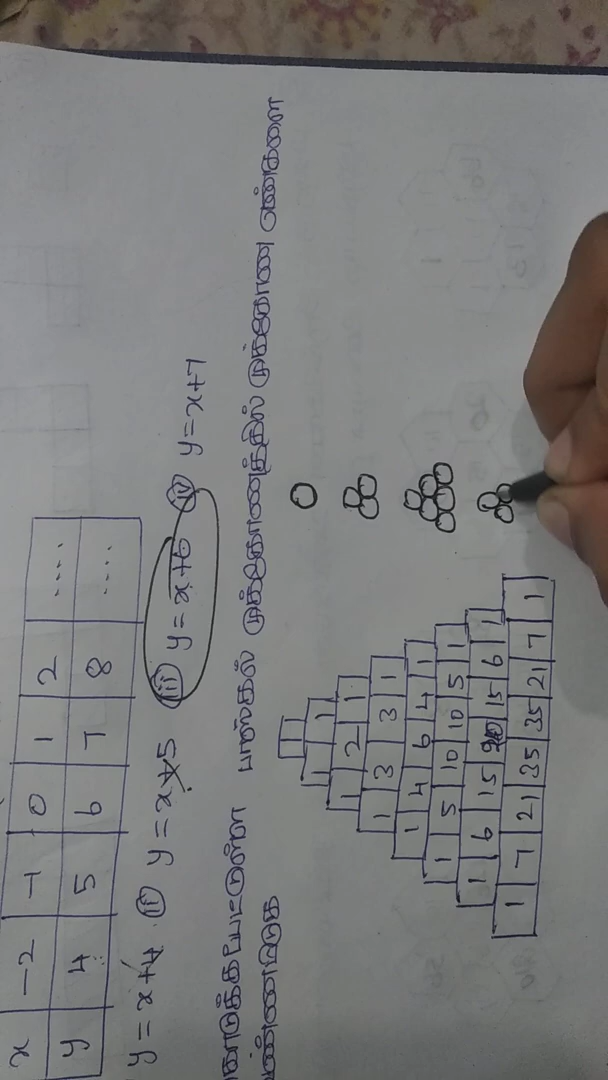 x -2 -1 0 1 2 ....
y 4 5 6 7 8 ....
y = x+4 (ii) y = x+5 (iii) y = x+6 (iv) y = x+7
கொடுக்கப்பட்டுள்ள பாஸ்கல் முக்கோணத்தில் முக்கோண எண்களை
1
1 1
1 2 1
1 3 3 1
1 4 6 4 1
1 5 10 10 5 1
1 6 15 20 15 6 1
1 7 21 35 35 21 7 1